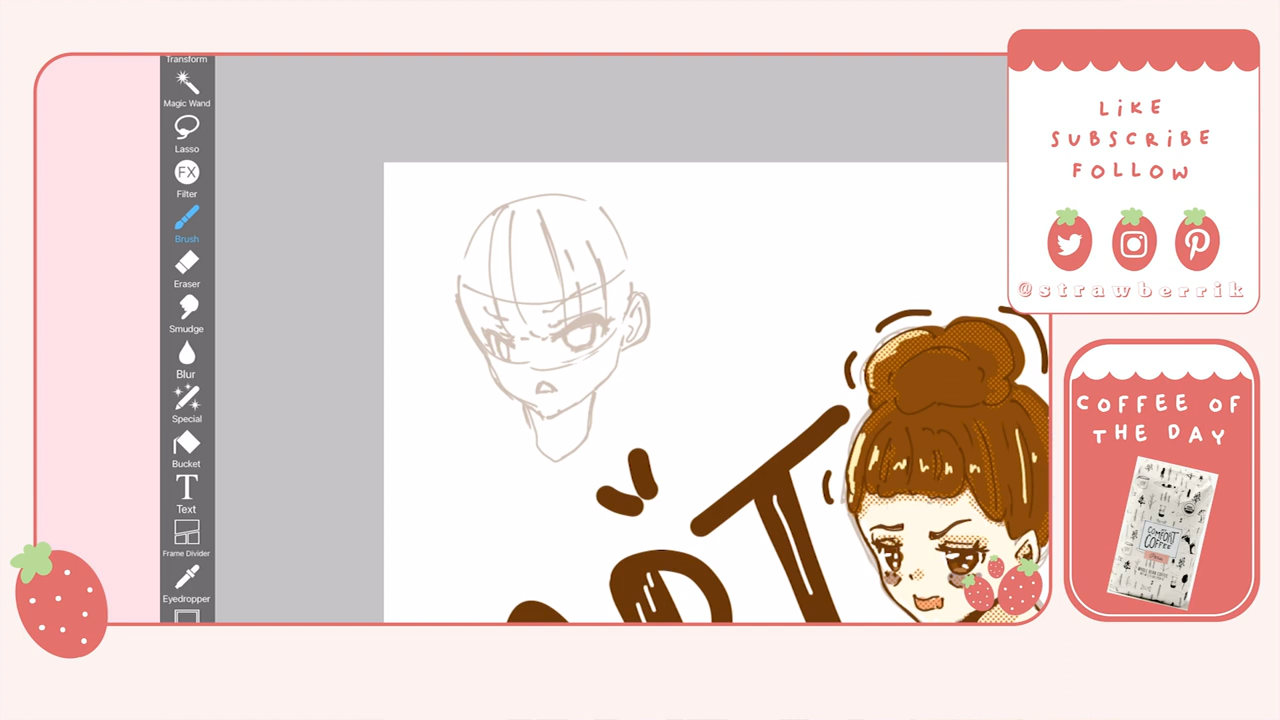 Transform
Magic Wand
Lasso
FX
Filter
Brush
Eraser
Smudge
Blur
Special
Bucket
T
Text
Frame Divider
Eyedropper
LiKE
SUBSCRiBE
FOLLOW
@strawberrik
COFFEE OF
THE DAY
COMFORT
COFFEE
ART